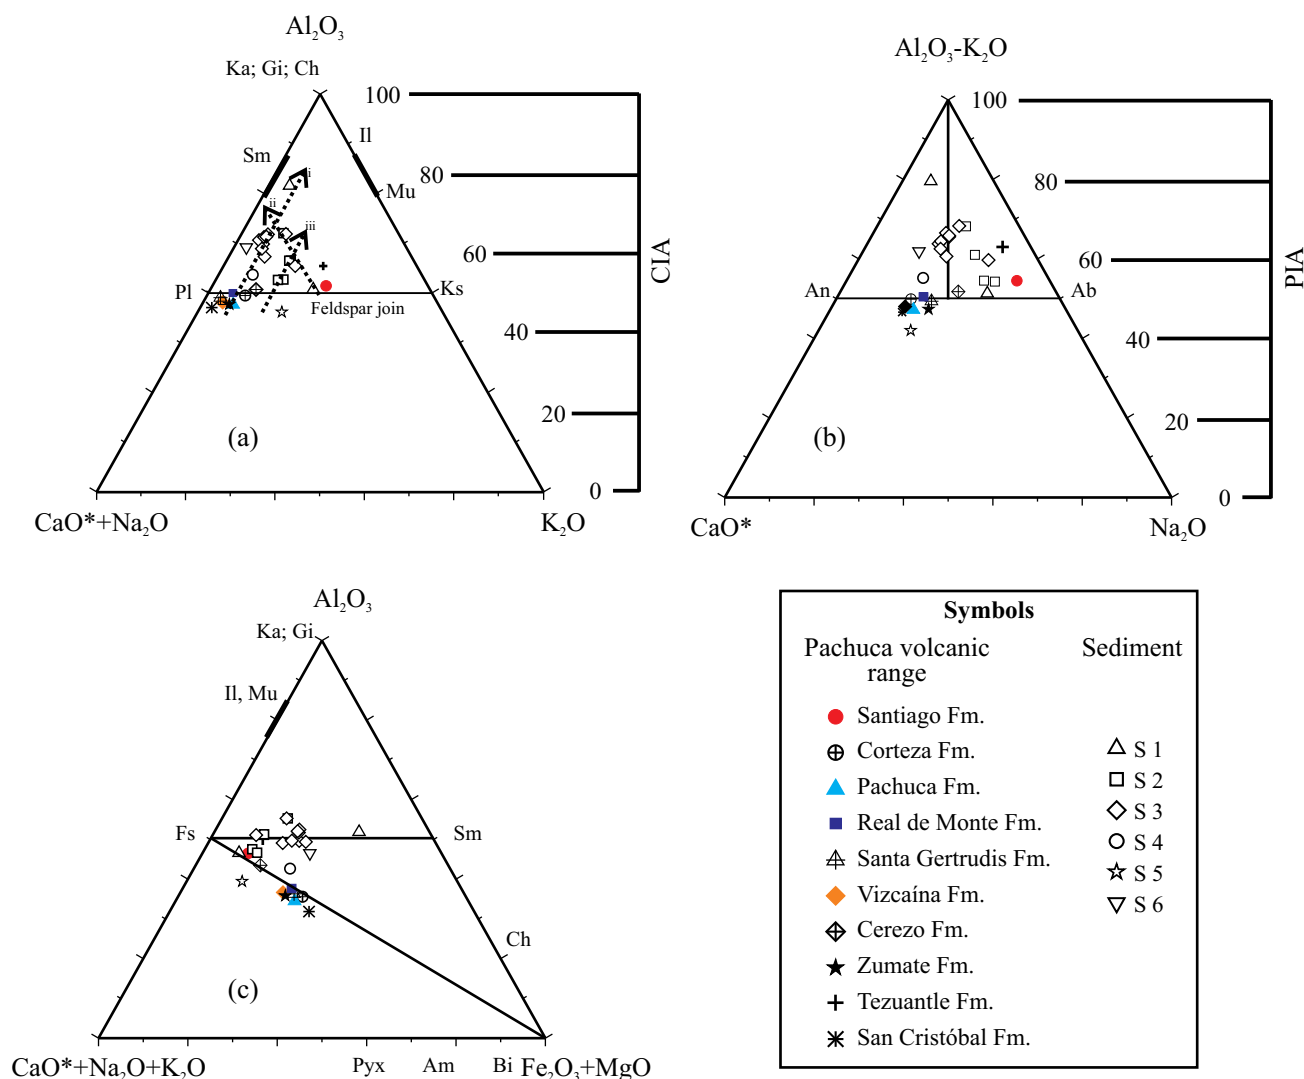 Al₂O₃
Ka; Gi; Ch
100
Il
Sm
80
i
Mu
ii
iii
60
CIA
Pl
Ks
Feldspar join
40
20
(a)
0
CaO*+Na₂O
K₂O
Al₂O₃-K₂O
100
80
60
PIA
An
Ab
40
20
(b)
0
CaO*
Na₂O
Al₂O₃
Ka; Gi
Il, Mu
Fs
Sm
Ch
(c)
CaO*+Na₂O+K₂O
Pyx
Am
Bi
Fe₂O₃+MgO
Symbols
Pachuca volcanic
range
Sediment
Santiago Fm.
Corteza Fm.
Pachuca Fm.
Real de Monte Fm.
Santa Gertrudis Fm.
Vizcaína Fm.
Cerezo Fm.
Zumate Fm.
Tezuantle Fm.
San Cristóbal Fm.
S 1
S 2
S 3
S 4
S 5
S 6